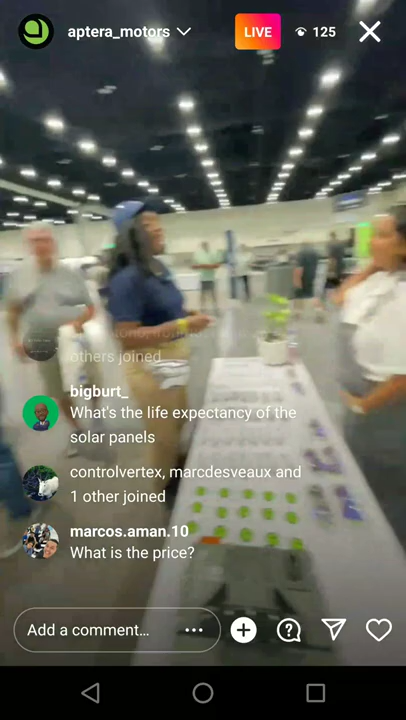 aptera_motors
LIVE
125
others joined
bigburt_
What's the life expectancy of the
solar panels
controlvertex, marcdesveaux and
1 other joined
marcos.aman.10
What is the price?
Add a comment...